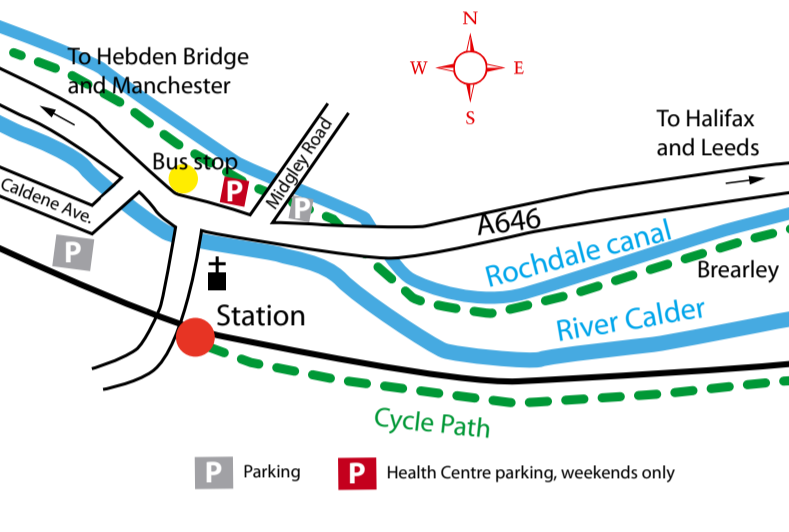 N
To Hebden Bridge
and Manchester
W
E
S
To Halifax
and Leeds
Midgley Road
Bus stop
P
P
Caldene Ave.
A646
P
Rochdale canal
Brearley
Station
River Calder
Cycle Path
P Parking
P Health Centre parking, weekends only